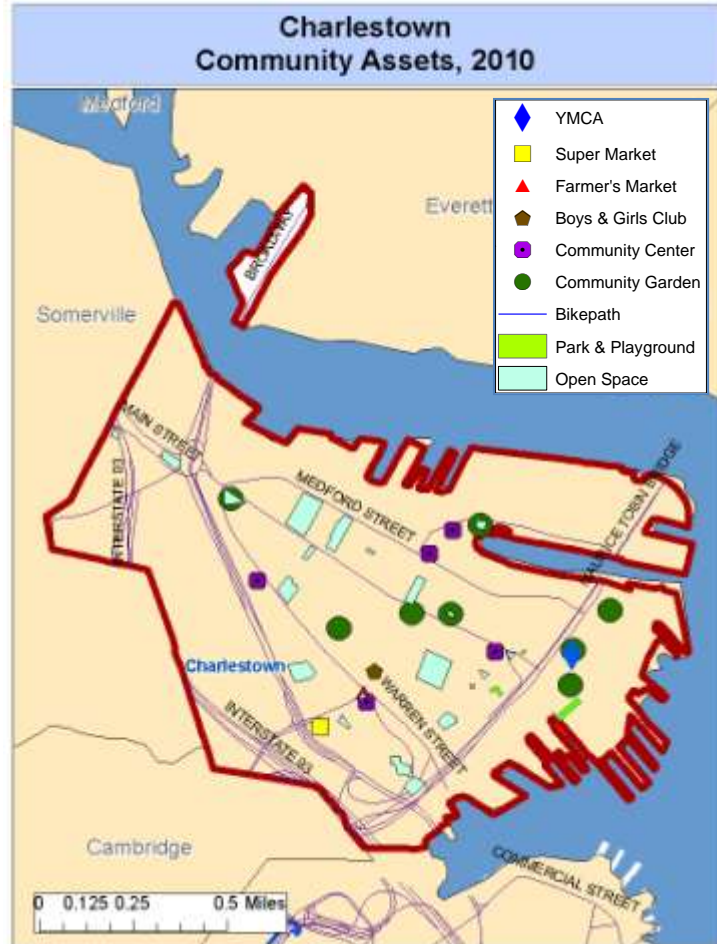 Charlestown
Community Assets, 2010
Medford
YMCA
Super Market
Farmer's Market
Boys & Girls Club
Community Center
Community Garden
Bikepath
Park & Playground
Open Space
Everett
BROADWAY
Somerville
MAIN STREET
INTERSTATE 93
MEDFORD STREET
MAURICE TOBIN BRIDGE
Charlestown
WARREN STREET
INTERSTATE 93
Cambridge
COMMERCIAL STREET
0 0.125 0.25 0.5 Miles